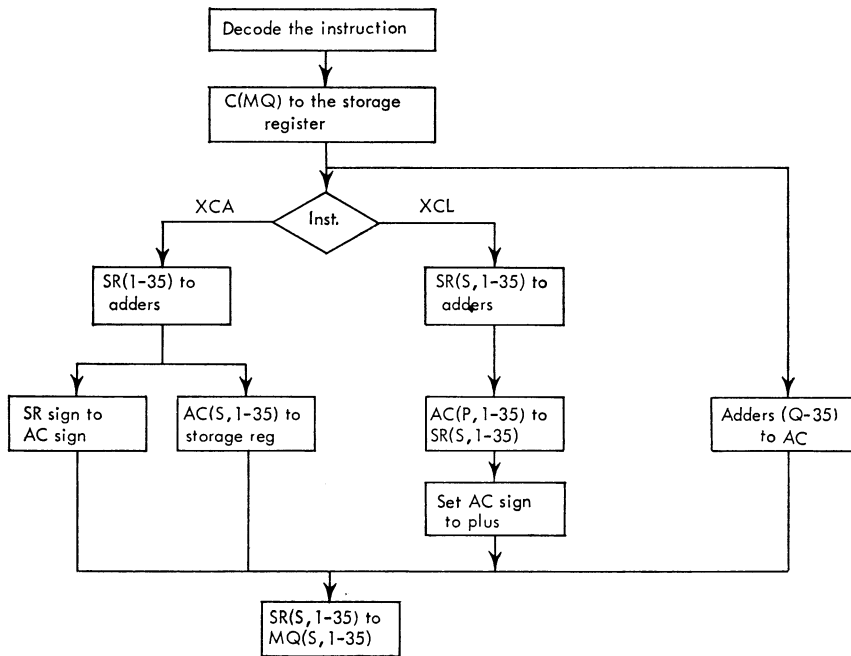 Decode the instruction
C(MQ) to the storage
register
XCA
Inst.
XCL
SR(1-35) to
adders
SR(S,1-35) to
adders
SR sign to
AC sign
AC(S,1-35) to
storage reg
AC(P,1-35) to
SR(S,1-35)
Adders (Q-35)
to AC
Set AC sign
to plus
SR(S,1-35) to
MQ(S,1-35)